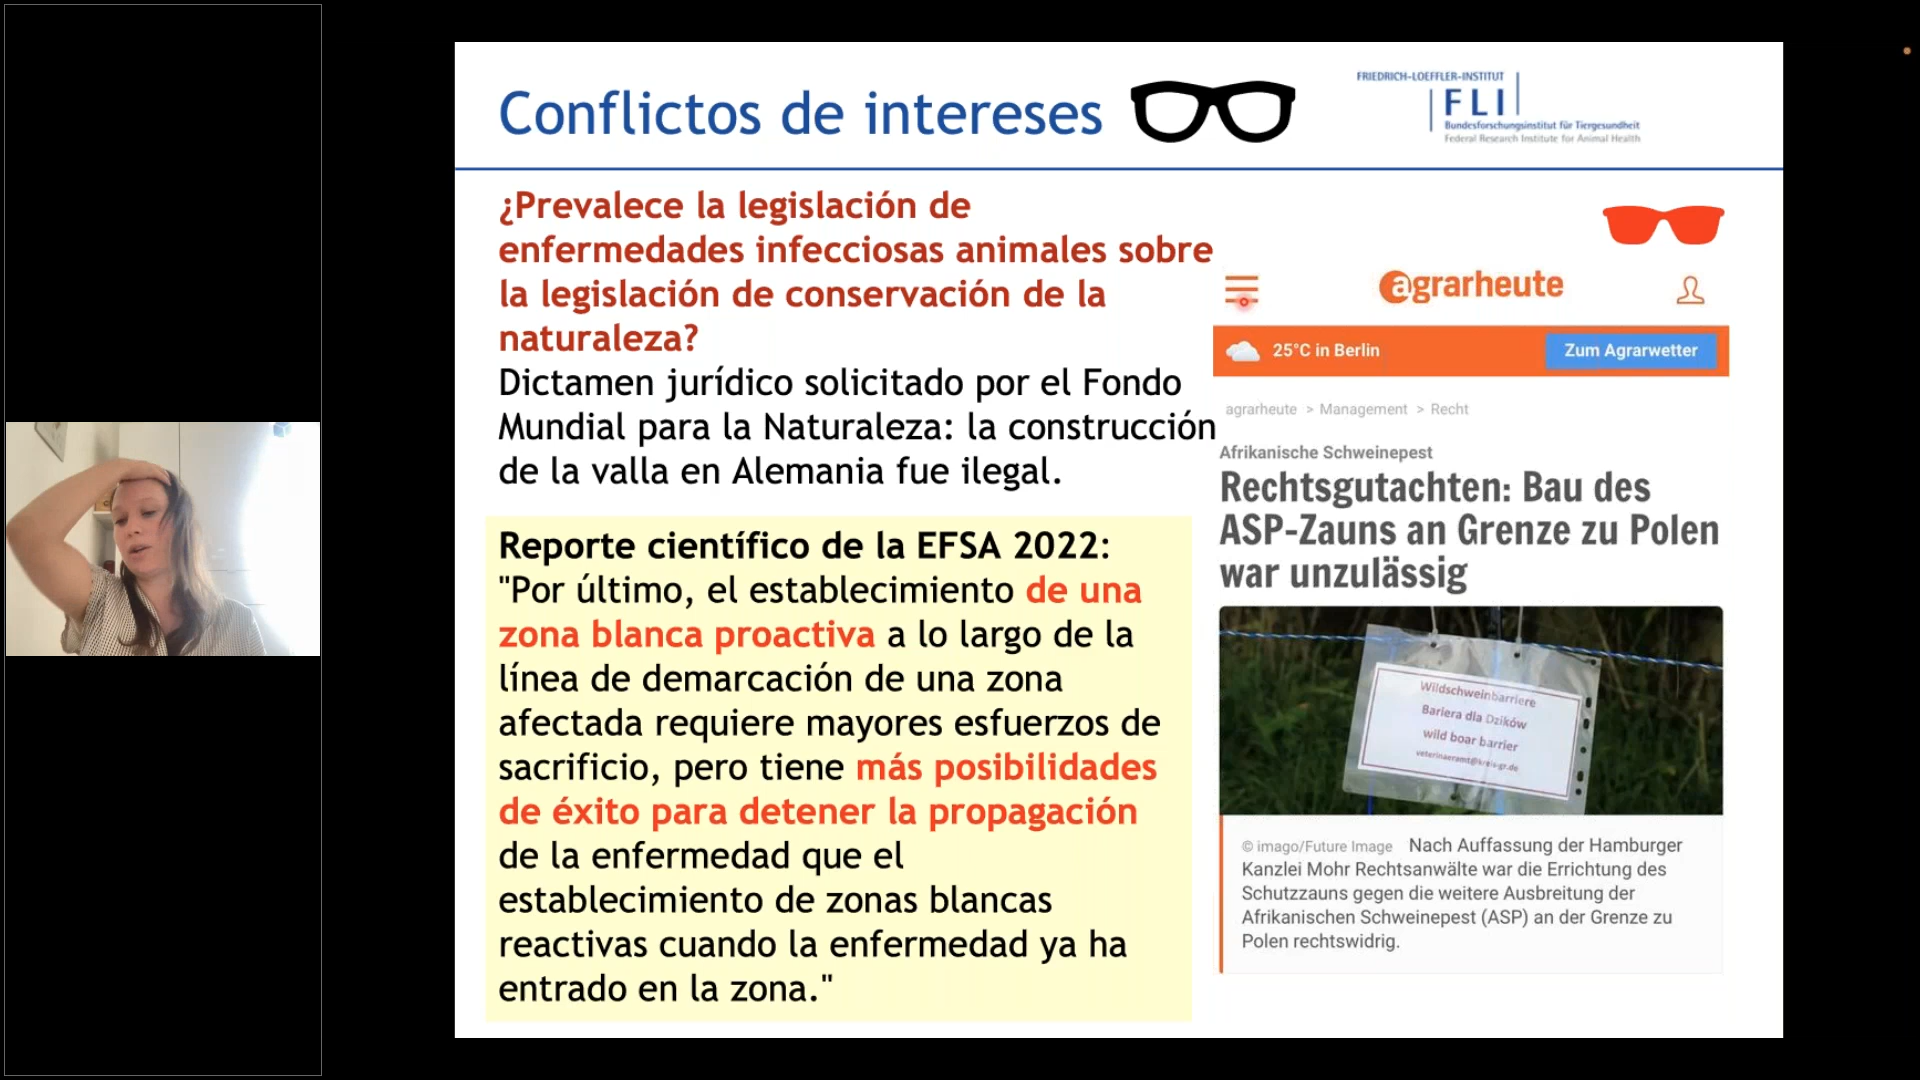 Conflictos de intereses
FRIEDRICH-LOEFFLER-INSTITUT
FLI
Bundesforschungsinstitut für Tiergesundheit
Federal Research Institute for Animal Health
¿Prevalece la legislación de
enfermedades infecciosas animales sobre
la legislación de conservación de la
naturaleza?
Dictamen jurídico solicitado por el Fondo
Mundial para la Naturaleza: la construcción
de la valla en Alemania fue ilegal.
Reporte científico de la EFSA 2022:
"Por último, el establecimiento de una
zona blanca proactiva a lo largo de la
línea de demarcación de una zona
afectada requiere mayores esfuerzos de
sacrificio, pero tiene más posibilidades
de éxito para detener la propagación
de la enfermedad que el
establecimiento de zonas blancas
reactivas cuando la enfermedad ya ha
entrado en la zona."
agrarheute
25°C in Berlin
Zum Agrarwetter
agrarheute > Management > Recht
Afrikanische Schweinepest
Rechtsgutachten: Bau des
ASP-Zauns an Grenze zu Polen
war unzulässig
Wildschweinbarriere
Bariera dla Dzików
wild boar barrier
veterinaeramt@kreis-gr.de
© imago/Future Image Nach Auffassung der Hamburger
Kanzlei Mohr Rechtsanwälte war die Errichtung des
Schutzzauns gegen die weitere Ausbreitung der
Afrikanischen Schweinepest (ASP) an der Grenze zu
Polen rechtswidrig.